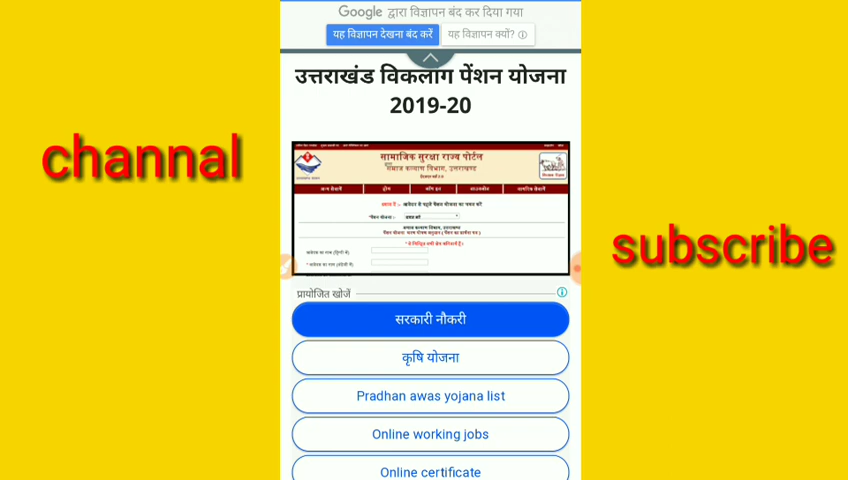 Google द्वारा विज्ञापन बंद कर दिया गया
यह विज्ञापन देखना बंद करें
यह विज्ञापन क्यों?
उत्तराखंड विकलांग पेंशन योजना
2019-20
channal
सामाजिक सुरक्षा राज्य पोर्टल
द्वारा
समाज कल्याण विभाग, उत्तराखण्ड
subscribe
प्रायोजित खोजें
सरकारी नौकरी
कृषि योजना
Pradhan awas yojana list
Online working jobs
Online certificate